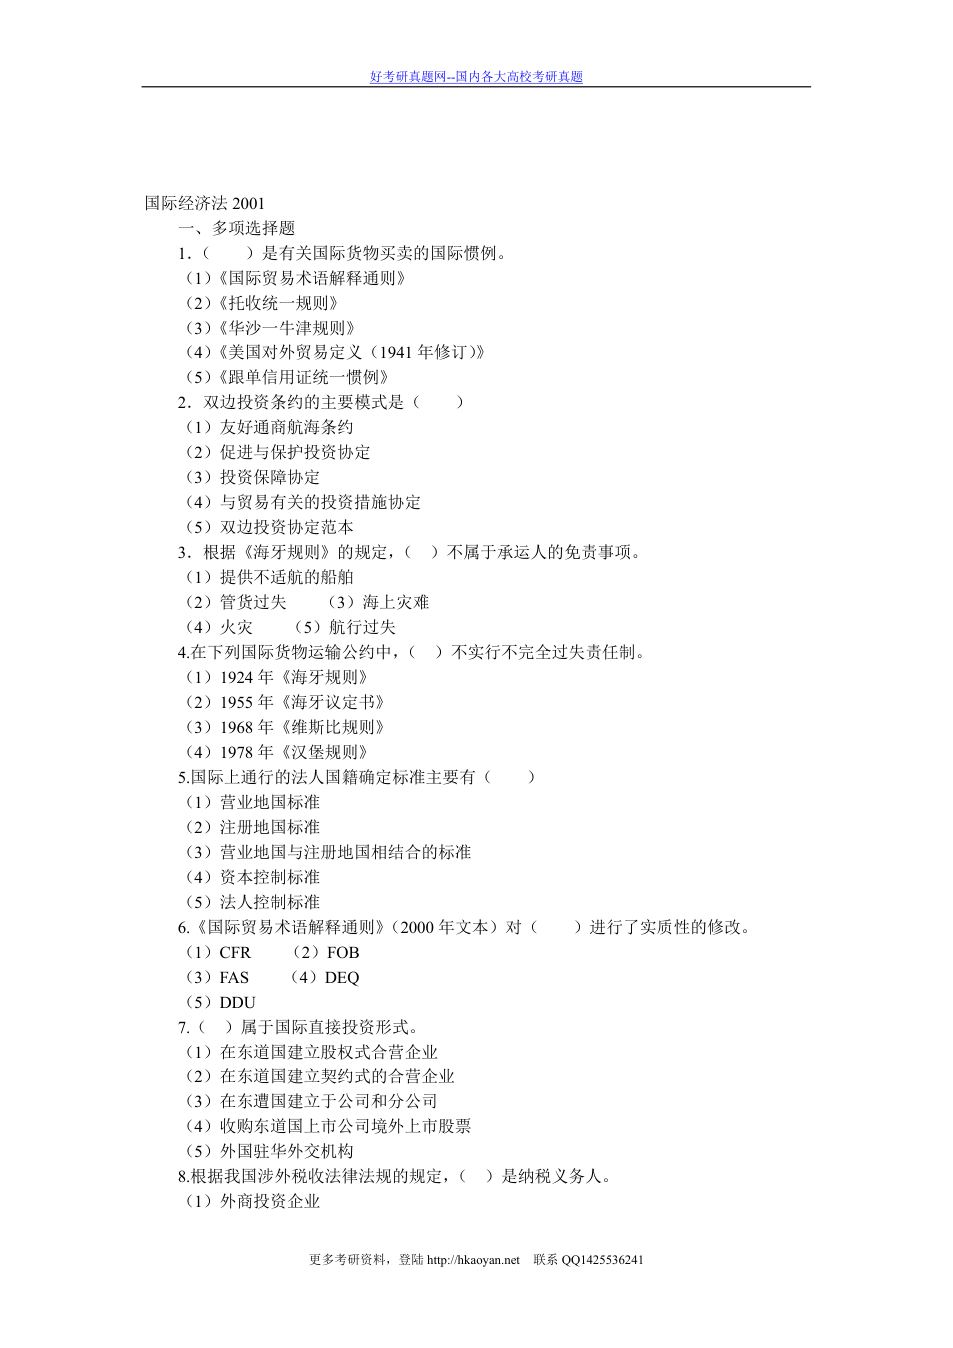 好考研真题网--国内各大高校考研真题
国际经济法 2001
一、多项选择题
1．（　　）是有关国际货物买卖的国际惯例。
（1）《国际贸易术语解释通则》
（2）《托收统一规则》
（3）《华沙一牛津规则》
（4）《美国对外贸易定义（1941 年修订）》
（5）《跟单信用证统一惯例》
2．双边投资条约的主要模式是（　　）
（1）友好通商航海条约
（2）促进与保护投资协定
（3）投资保障协定
（4）与贸易有关的投资措施协定
（5）双边投资协定范本
3．根据《海牙规则》的规定，（　）不属于承运人的免责事项。
（1）提供不适航的船舶
（2）管货过失　　（3）海上灾难
（4）火灾　　（5）航行过失
4.在下列国际货物运输公约中，（　）不实行不完全过失责任制。
（1）1924 年《海牙规则》
（2）1955 年《海牙议定书》
（3）1968 年《维斯比规则》
（4）1978 年《汉堡规则》
5.国际上通行的法人国籍确定标准主要有（　　）
（1）营业地国标准
（2）注册地国标准
（3）营业地国与注册地国相结合的标准
（4）资本控制标准
（5）法人控制标准
6.《国际贸易术语解释通则》（2000 年文本）对（　　）进行了实质性的修改。
（1）CFR　　（2）FOB
（3）FAS　　（4）DEQ
（5）DDU
7.（　）属于国际直接投资形式。
（1）在东道国建立股权式合营企业
（2）在东道国建立契约式的合营企业
（3）在东遭国建立于公司和分公司
（4）收购东道国上市公司境外上市股票
（5）外国驻华外交机构
8.根据我国涉外税收法律法规的规定，（　）是纳税义务人。
（1）外商投资企业
更多考研资料，登陆 http://hkaoyan.net　联系 QQ1425536241